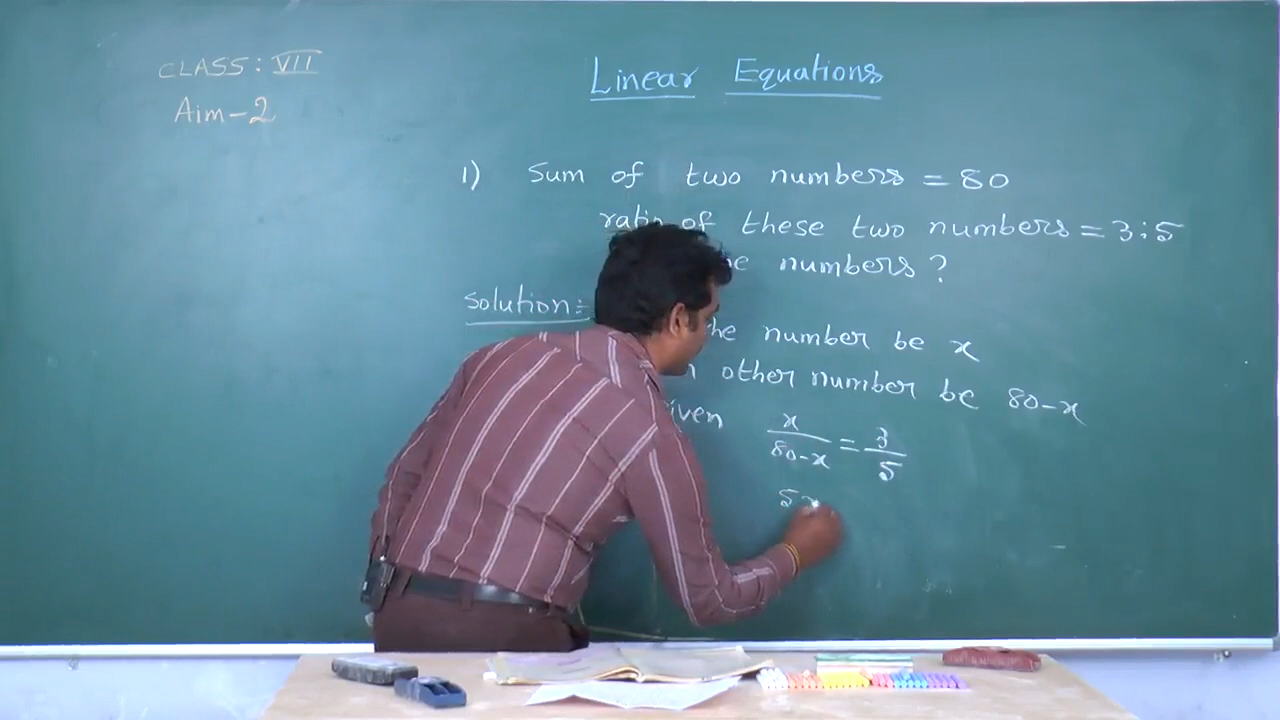 CLASS: VII
Aim-2
Linear Equations
1) Sum of two numbers = 80
ratio of these two numbers = 3:5
numbers?
Solution:-
number be x
other number be 80-x
x/80-x = 3/5
5x